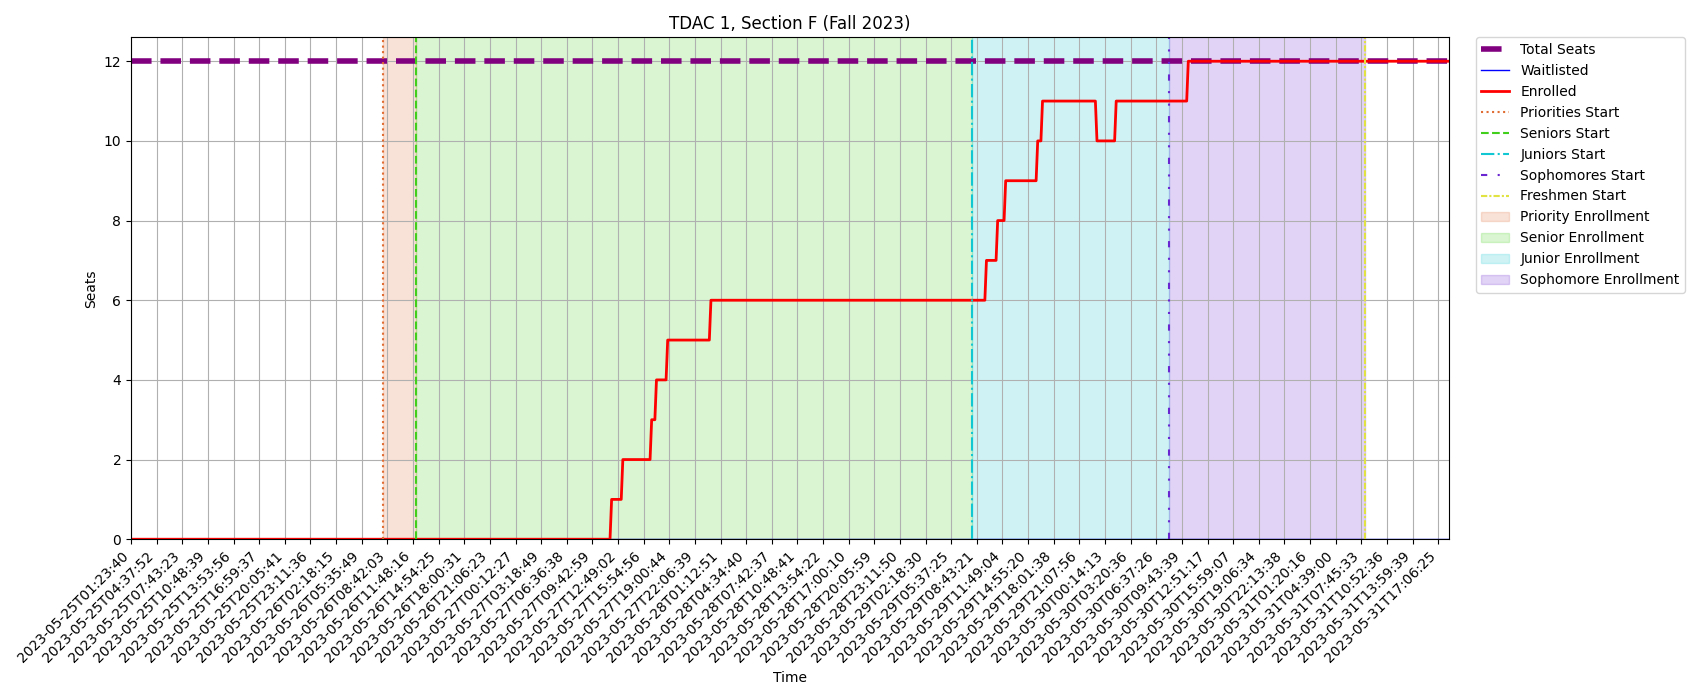 TDAC 1, Section F (Fall 2023)
Seats
12
10
8
6
4
2
0
2023-05-25T01:23:40
2023-05-25T04:37:52
2023-05-25T07:43:23
2023-05-25T10:48:39
2023-05-25T13:53:56
2023-05-25T16:59:37
2023-05-25T20:05:41
2023-05-25T23:11:36
2023-05-26T02:18:15
2023-05-26T05:35:49
2023-05-26T08:42:03
2023-05-26T11:48:16
2023-05-26T14:54:25
2023-05-26T18:00:31
2023-05-26T21:06:23
2023-05-27T00:12:27
2023-05-27T03:18:49
2023-05-27T06:36:38
2023-05-27T09:42:59
2023-05-27T12:49:02
2023-05-27T15:54:56
2023-05-27T19:00:44
2023-05-27T22:06:39
2023-05-28T01:12:51
2023-05-28T04:34:40
2023-05-28T07:42:37
2023-05-28T10:48:41
2023-05-28T13:54:22
2023-05-28T17:00:10
2023-05-28T20:05:59
2023-05-28T23:11:50
2023-05-29T02:18:30
2023-05-29T05:37:25
2023-05-29T08:43:21
2023-05-29T11:49:04
2023-05-29T14:55:20
2023-05-29T18:01:38
2023-05-29T21:07:56
2023-05-30T00:14:13
2023-05-30T03:20:36
2023-05-30T06:37:26
2023-05-30T09:43:39
2023-05-30T12:51:17
2023-05-30T15:59:07
2023-05-30T19:06:34
2023-05-30T22:13:38
2023-05-31T01:20:16
2023-05-31T04:39:00
2023-05-31T07:45:33
2023-05-31T10:52:36
2023-05-31T13:59:39
2023-05-31T17:06:25
Time
Total Seats
Waitlisted
Enrolled
Priorities Start
Seniors Start
Juniors Start
Sophomores Start
Freshmen Start
Priority Enrollment
Senior Enrollment
Junior Enrollment
Sophomore Enrollment